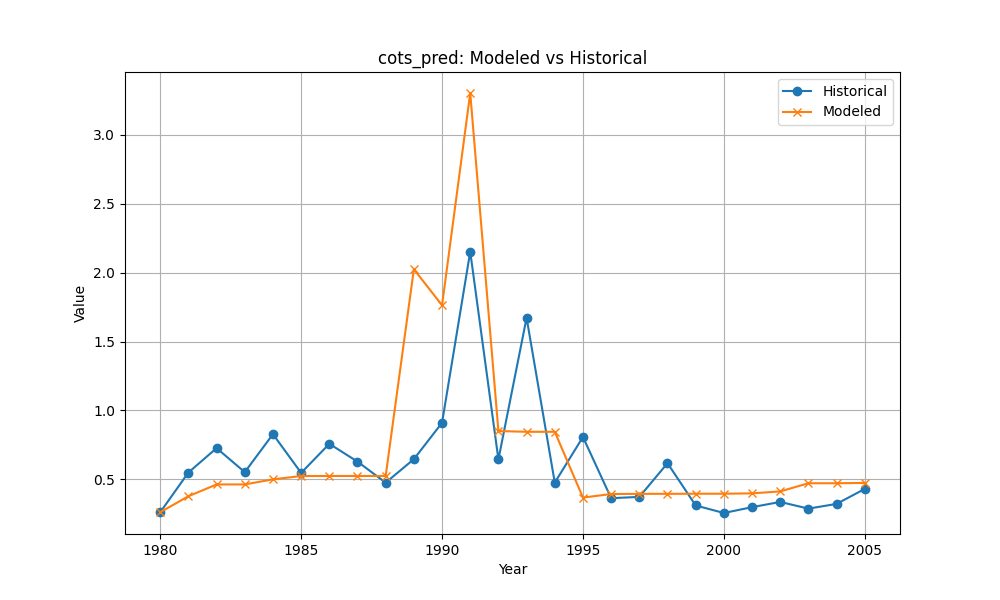 cots_pred: Modeled vs Historical
Historical
Modeled
Value
3.0
2.5
2.0
1.5
1.0
0.5
1980 1985 1990 1995 2000 2005
Year